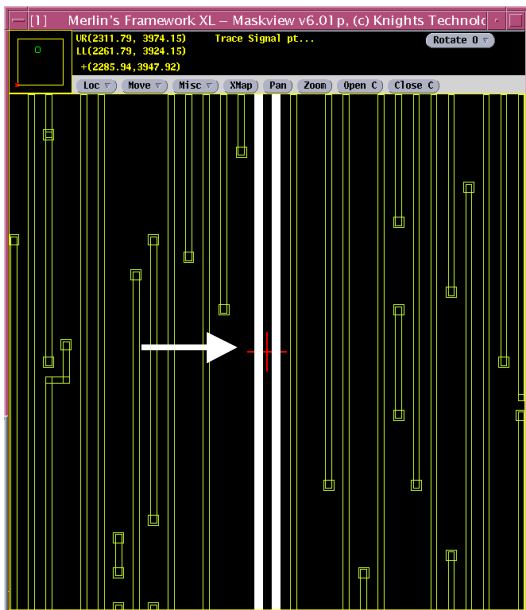 [1] Merlin's Framework XL – Maskview v6.01p, (c) Knights Technolc
UR(2311.79, 3974.15) Trace Signal pt... Rotate 0
LL(2261.79, 3924.15)
+(2285.94,3947.92)
Loc Move Misc XMap Pan Zoom Open C Close C